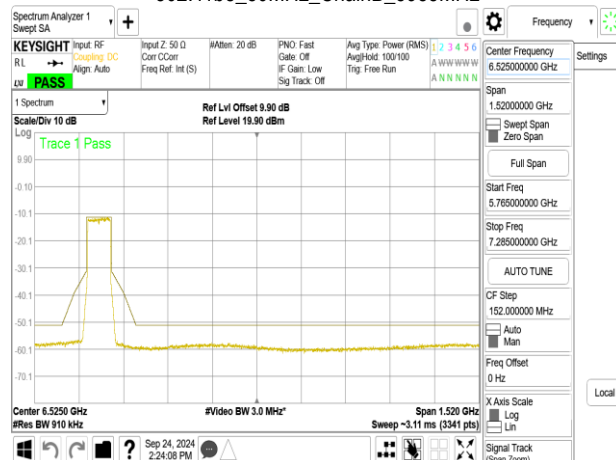 Spectrum Analyzer 1
Swept SA
+
Frequency
KEYSIGHT
RL
LXI PASS
Input: RF
Coupling: DC
Align: Auto
Input Z: 50 Ω
Corr CCorr
Freq Ref: Int (S)
#Atten: 20 dB
PNO: Fast
Gate: Off
IF Gain: Low
Sig Track: Off
Avg Type: Power (RMS)
Avg|Hold: 100/100
Trig: Free Run
1 2 3 4 5 6
A W W W W W
A N N N N N
1 Spectrum
Scale/Div 10 dB
Ref Lvl Offset 9.90 dB
Ref Level 19.90 dBm
Log
Trace 1 Pass
9.90
-0.10
-10.1
-20.1
-30.1
-40.1
-50.1
-60.1
-70.1
Center 6.5250 GHz
#Video BW 3.0 MHz*
Span 1.520 GHz
#Res BW 910 kHz
Sweep ~3.11 ms (3341 pts)
Sep 24, 2024
2:24:08 PM
?
Center Frequency
6.525000000 GHz
Settings
Span
1.52000000 GHz
Swept Span
Zero Span
Full Span
Start Freq
5.765000000 GHz
Stop Freq
7.285000000 GHz
AUTO TUNE
CF Step
152.000000 MHz
Auto
Man
Freq Offset
0 Hz
X Axis Scale
Log
Lin
Local
Signal Track
(Span Zoom)